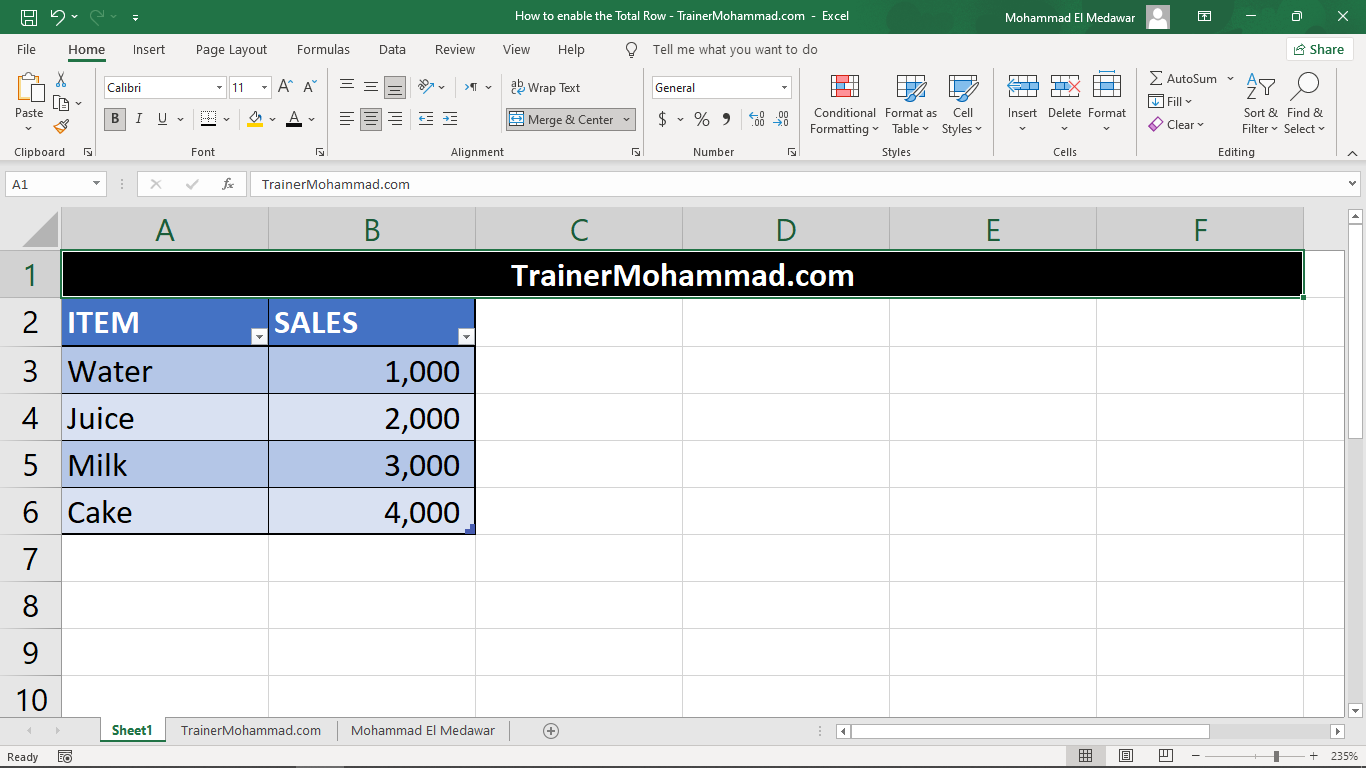 How to enable the Total Row - TrainerMohammad.com - Excel
Mohammad El Medawar
File Home Insert Page Layout Formulas Data Review View Help Tell me what you want to do Share
Paste
Calibri 11 A A
B I U A
ab Wrap Text
Merge & Center
General
$ % 9
Conditional Formatting
Format as Table
Cell Styles
Insert Delete Format
AutoSum
Fill
Clear
Sort & Filter
Find & Select
Clipboard Font Alignment Number Styles Cells Editing
A1 fx TrainerMohammad.com
A B C D E F
1 TrainerMohammad.com
2 ITEM SALES
3 Water 1,000
4 Juice 2,000
5 Milk 3,000
6 Cake 4,000
7
8
9
10
Sheet1 TrainerMohammad.com Mohammad El Medawar
Ready 235%